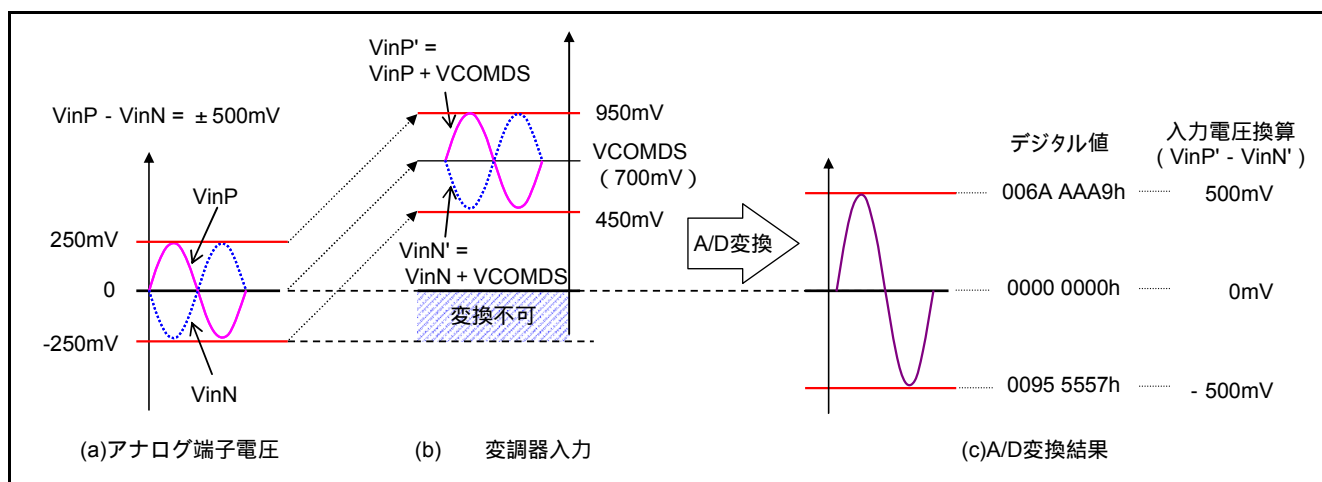 VinP - VinN = ± 500mV
VinP
250mV
0
-250mV
VinN
(a)アナログ端子電圧
VinP' =
VinP + VCOMDS
950mV
VCOMDS
(700mV)
450mV
VinN' =
VinN + VCOMDS
変換不可
(b) 変調器入力
A/D変換
デジタル値
入力電圧換算
(VinP' - VinN')
006A AAA9h
500mV
0000 0000h
0mV
0095 5557h
- 500mV
(c)A/D変換結果